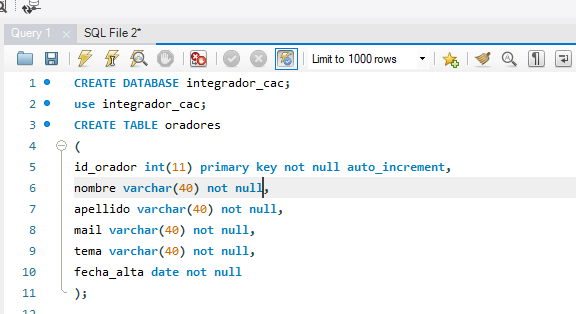 Query 1
SQL File 2*
Limit to 1000 rows
1 CREATE DATABASE integrador_cac;
2 use integrador_cac;
3 CREATE TABLE oradores
4 (
5 id_orador int(11) primary key not null auto_increment,
6 nombre varchar(40) not null,
7 apellido varchar(40) not null,
8 mail varchar(40) not null,
9 tema varchar(40) not null,
10 fecha_alta date not null
11 );
12